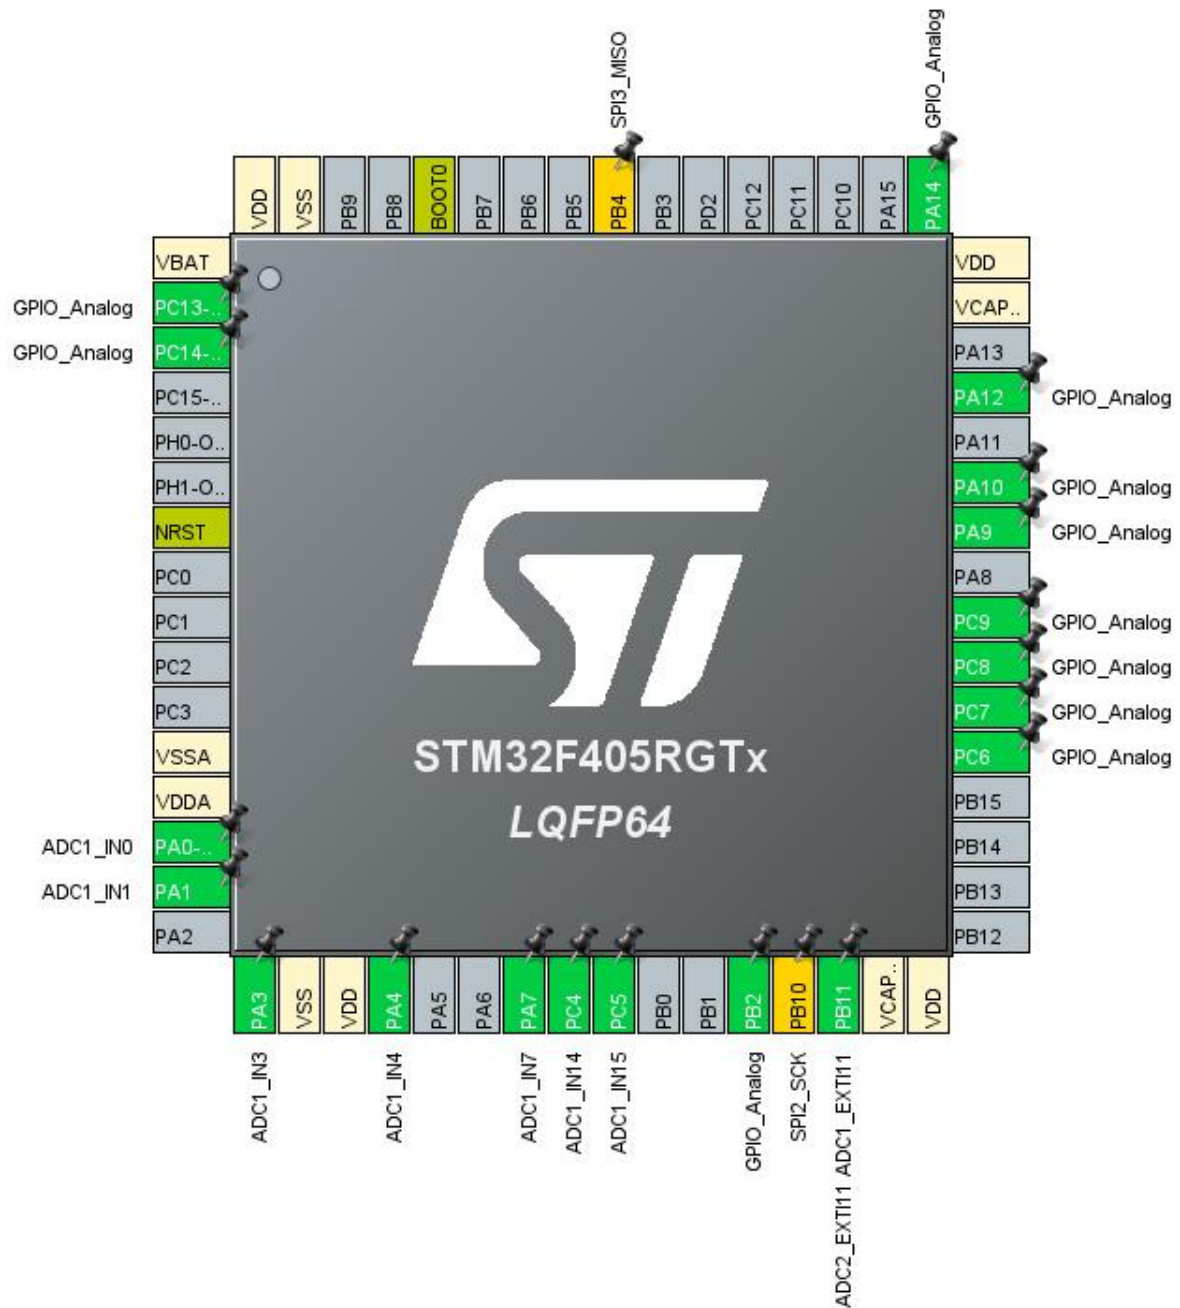 SPI3_MISO
GPIO_Analog
VDD
VSS
PB9
PB8
BOOT0
PB7
PB6
PB5
PB4
PB3
PD2
PC12
PC11
PC10
PA15
PA14
VBAT
GPIO_Analog PC13-..
GPIO_Analog PC14-..
PC15-..
PH0-O..
PH1-O..
NRST
PC0
PC1
PC2
PC3
VSSA
VDDA
ADC1_IN0 PA0-..
ADC1_IN1 PA1
PA2
STM32F405RGTx
LQFP64
VDD
VCAP..
PA13
PA12 GPIO_Analog
PA11
PA10 GPIO_Analog
PA9 GPIO_Analog
PA8
PC9 GPIO_Analog
PC8 GPIO_Analog
PC7 GPIO_Analog
PC6 GPIO_Analog
PB15
PB14
PB13
PB12
PA3
VSS
VDD
PA4
PA5
PA6
PA7
PC4
PC5
PB0
PB1
PB2
PB10
PB11
VCAP..
VDD
ADC1_IN3
ADC1_IN4
ADC1_IN7
ADC1_IN14
ADC1_IN15
GPIO_Analog
SPI2_SCK
ADC2_EXTI11 ADC1_EXTI11